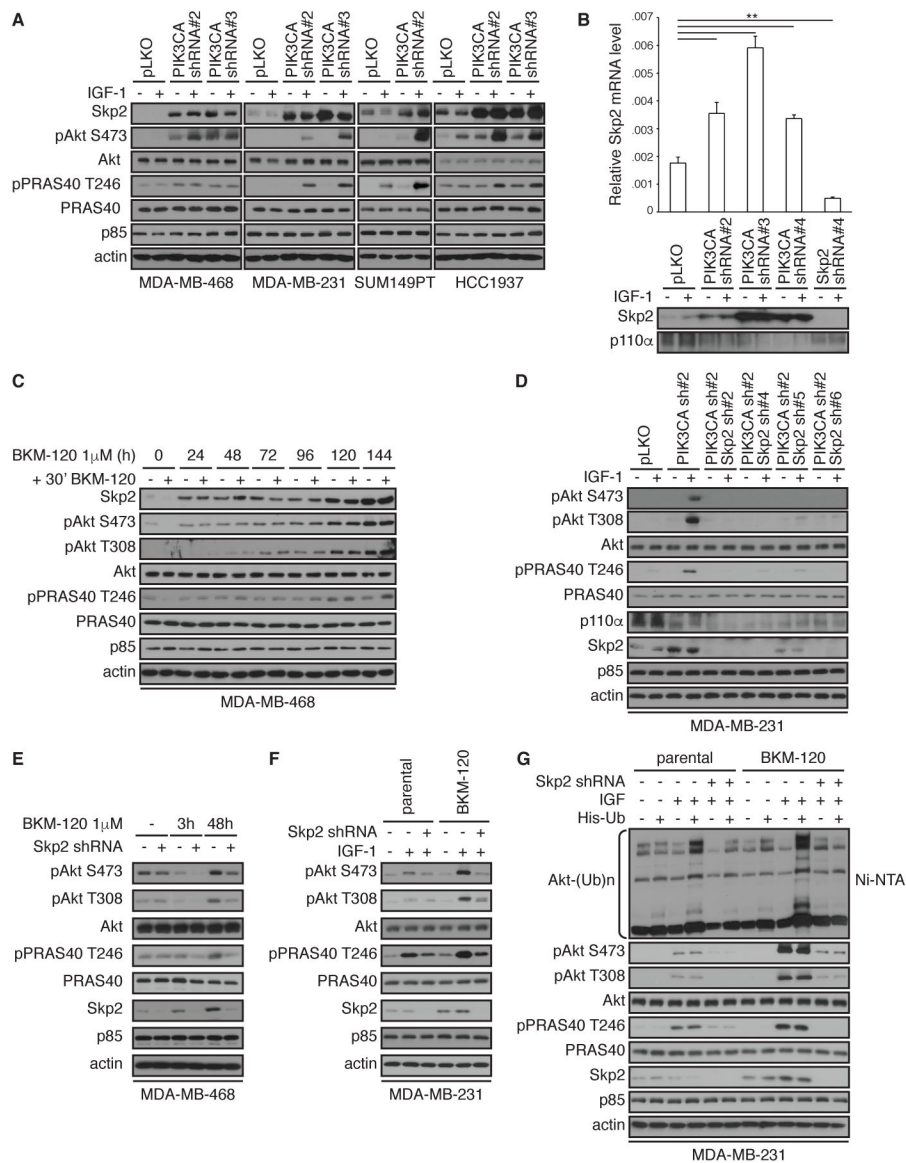 A
pLKO
PIK3CA
shRNA#2
PIK3CA
shRNA#3
pLKO
PIK3CA
shRNA#2
PIK3CA
shRNA#3
pLKO
PIK3CA
shRNA#2
pLKO
PIK3CA
shRNA#2
PIK3CA
shRNA#3
IGF-1 - + - + - + - + - + - + - + - + - + - + - +
Skp2
pAkt S473
Akt
pPRAS40 T246
PRAS40
p85
actin
MDA-MB-468 MDA-MB-231 SUM149PT HCC1937
B
Relative Skp2 mRNA level
.007
.006
.005
.004
.003
.002
.001
.0
**
pLKO
PIK3CA
shRNA#2
PIK3CA
shRNA#3
PIK3CA
shRNA#4
Skp2
shRNA#4
IGF-1 - + - + - + - + - +
Skp2
p110α
C
BKM-120 1μM (h) 0 24 48 72 96 120 144
+ 30' BKM-120 - + - + - + - + - + - + - +
Skp2
pAkt S473
pAkt T308
Akt
pPRAS40 T246
PRAS40
p85
actin
MDA-MB-468
D
pLKO
PIK3CA sh#2
PIK3CA sh#2
Skp2 sh#2
PIK3CA sh#2
Skp2 sh#4
PIK3CA sh#2
Skp2 sh#5
PIK3CA sh#2
Skp2 sh#6
IGF-1 - + - + - + - + - + - +
pAkt S473
pAkt T308
Akt
pPRAS40 T246
PRAS40
p110α
Skp2
p85
actin
MDA-MB-231
E
BKM-120 1μM - 3h 48h
Skp2 shRNA - + - + - +
pAkt S473
pAkt T308
Akt
pPRAS40 T246
PRAS40
Skp2
p85
actin
MDA-MB-468
F
parental
BKM-120
Skp2 shRNA - - + - - +
IGF-1 - + + - + +
pAkt S473
pAkt T308
Akt
pPRAS40 T246
PRAS40
Skp2
p85
actin
MDA-MB-231
G
parental BKM-120
Skp2 shRNA - - - - + + - - - - + +
IGF - - + + + + - - + + + +
His-Ub - + - + - + - + - + - +
Akt-(Ub)n
Ni-NTA
pAkt S473
pAkt T308
Akt
pPRAS40 T246
PRAS40
Skp2
p85
actin
MDA-MB-231